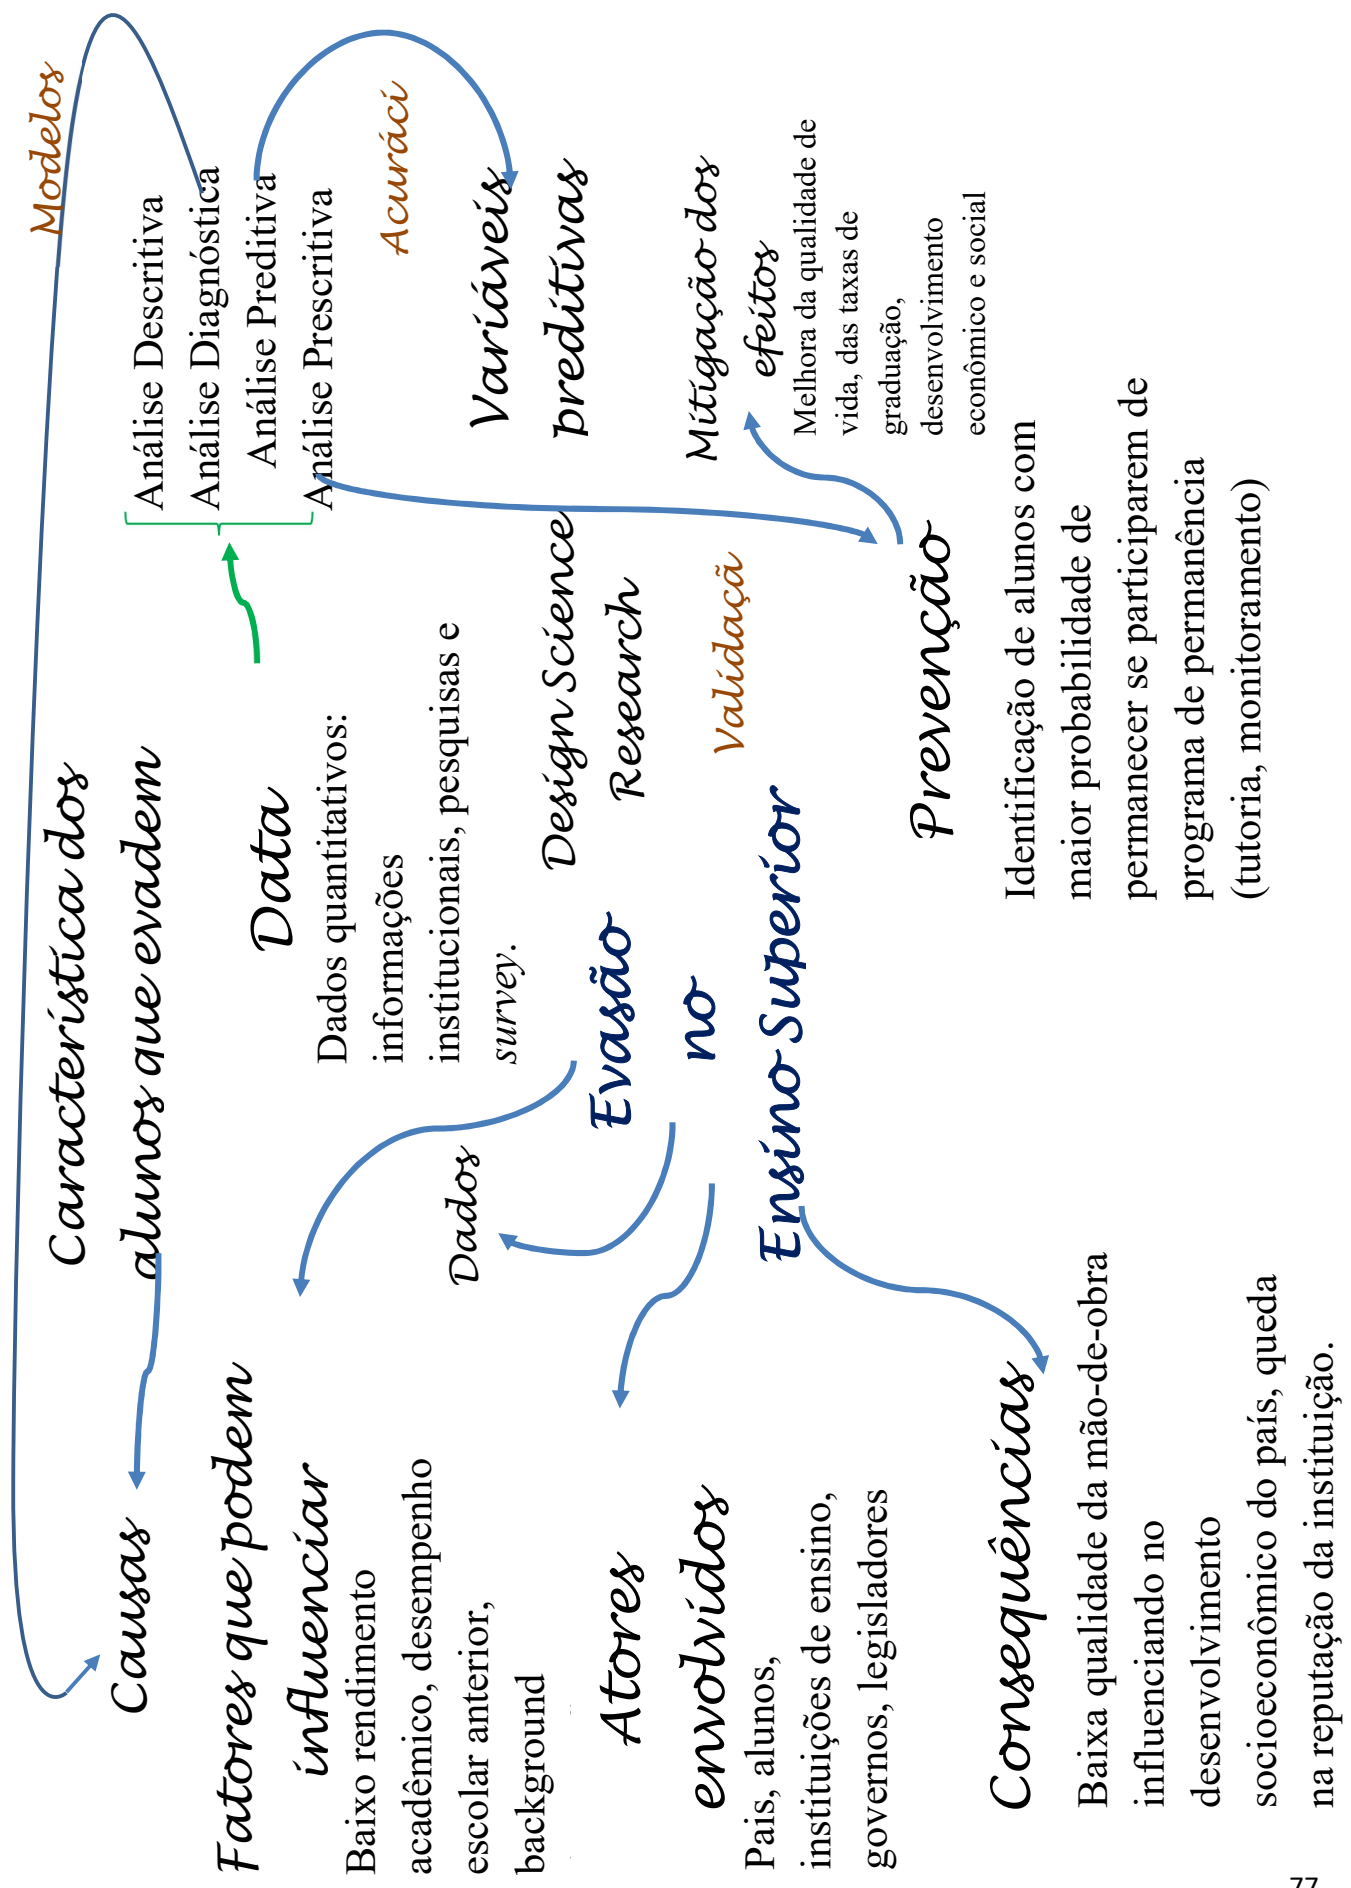 Modelos
Característica dos
alunos que evadem
Causas
Análise Descritiva
Análise Diagnóstica
Análise Preditiva
Análise Prescritiva
Acuráci
Variáveis
preditivas
Data
Dados quantitativos:
informações
institucionais, pesquisas e
survey.
Fatores que podem
influenciar
Baixo rendimento
acadêmico, desempenho
escolar anterior,
background
Dados
Design Science
Research
Validaçã
Evasão
no
Ensino Superior
Atores
envolvidos
Pais, alunos,
instituições de ensino,
governos, legisladores
Mitigação dos
efeitos
Melhora da qualidade de
vida, das taxas de
graduação,
desenvolvimento
econômico e social
Prevenção
Identificação de alunos com
maior probabilidade de
permanecer se participarem de
programa de permanência
(tutoria, monitoramento)
Consequências
Baixa qualidade da mão-de-obra
influenciando no
desenvolvimento
socioeconômico do país, queda
na reputação da instituição.
77